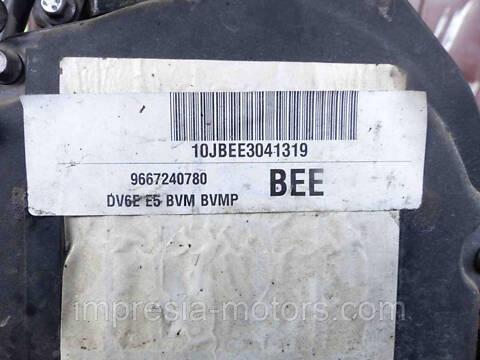 10JBEE3041319
9667240780 BEE
DV6E E5 BVM BVMP
impresia-motors.com